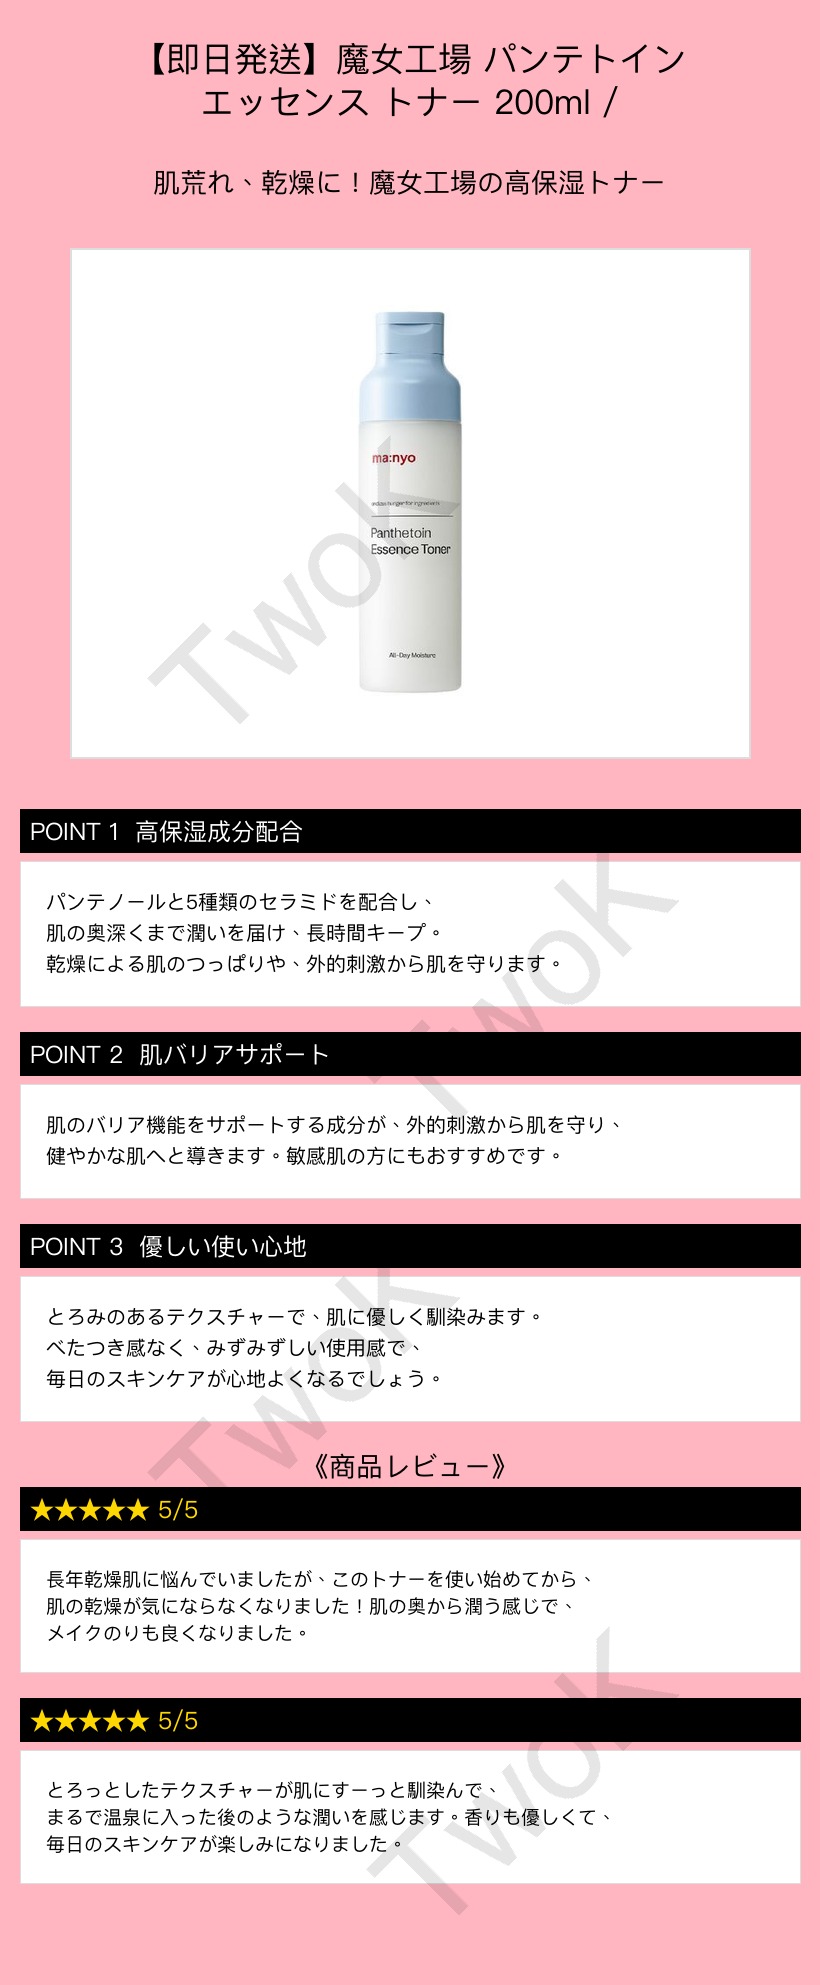 【即日発送】魔女工場 パンテトイン
エッセンス トナー 200ml /
肌荒れ、乾燥に！魔女工場の高保湿トナー
ma:nyo
endless hunger for ingredients
Panthetoin
Essence Toner
All-Day Moisture
TwoK
POINT 1 高保湿成分配合
パンテノールと5種類のセラミドを配合し、
肌の奥深くまで潤いを届け、長時間キープ。
乾燥による肌のつっぱりや、外的刺激から肌を守ります。
TwoK
POINT 2 肌バリアサポート
肌のバリア機能をサポートする成分が、外的刺激から肌を守り、
健やかな肌へと導きます。敏感肌の方にもおすすめです。
POINT 3 優しい使い心地
とろみのあるテクスチャーで、肌に優しく馴染みます。
べたつき感なく、みずみずしい使用感で、
毎日のスキンケアが心地よくなるでしょう。
TwoK
《商品レビュー》
★★★★★ 5/5
長年乾燥肌に悩んでいましたが、このトナーを使い始めてから、
肌の乾燥が気にならなくなりました！肌の奥から潤う感じで、
メイクのりも良くなりました。
★★★★★ 5/5
とろっとしたテクスチャーが肌にすーっと馴染んで、
まるで温泉に入った後のような潤いを感じます。香りも優しくて、
毎日のスキンケアが楽しみになりました。
TwoK